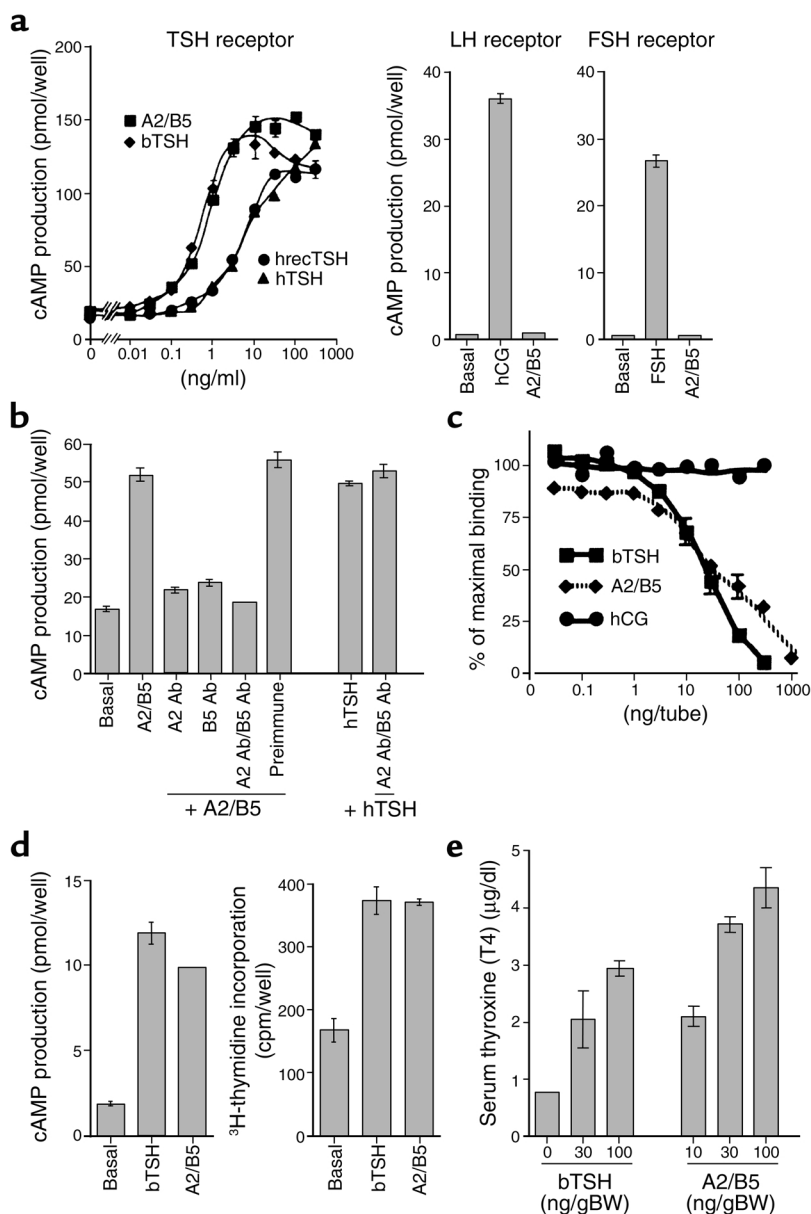 a
TSH receptor
LH receptor
FSH receptor
cAMP production (pmol/well)
200
150
100
50
0
A2/B5
bTSH
hrecTSH
hTSH
0
0.01
0.1
1
10
100
1000
(ng/ml)
cAMP production (pmol/well)
40
30
20
10
0
Basal
hCG
A2/B5
40
30
20
10
0
Basal
FSH
A2/B5
b
cAMP production (pmol/well)
60
50
40
30
20
10
0
Basal
A2/B5
A2 Ab
B5 Ab
A2 Ab/B5 Ab
Preimmune
hTSH
A2 Ab/B5 Ab
+ A2/B5
+ hTSH
c
% of maximal binding
100
75
50
25
0
bTSH
A2/B5
hCG
0
0.1
1
10
100
1000
(ng/tube)
d
cAMP production (pmol/well)
15
10
5
0
Basal
bTSH
A2/B5
³H-thymidine incorporation
(cpm/well)
400
300
200
100
0
Basal
bTSH
A2/B5
e
Serum thyroxine (T4) (µg/dl)
5
4
3
2
1
0
0
30
100
10
30
100
bTSH
(ng/gBW)
A2/B5
(ng/gBW)